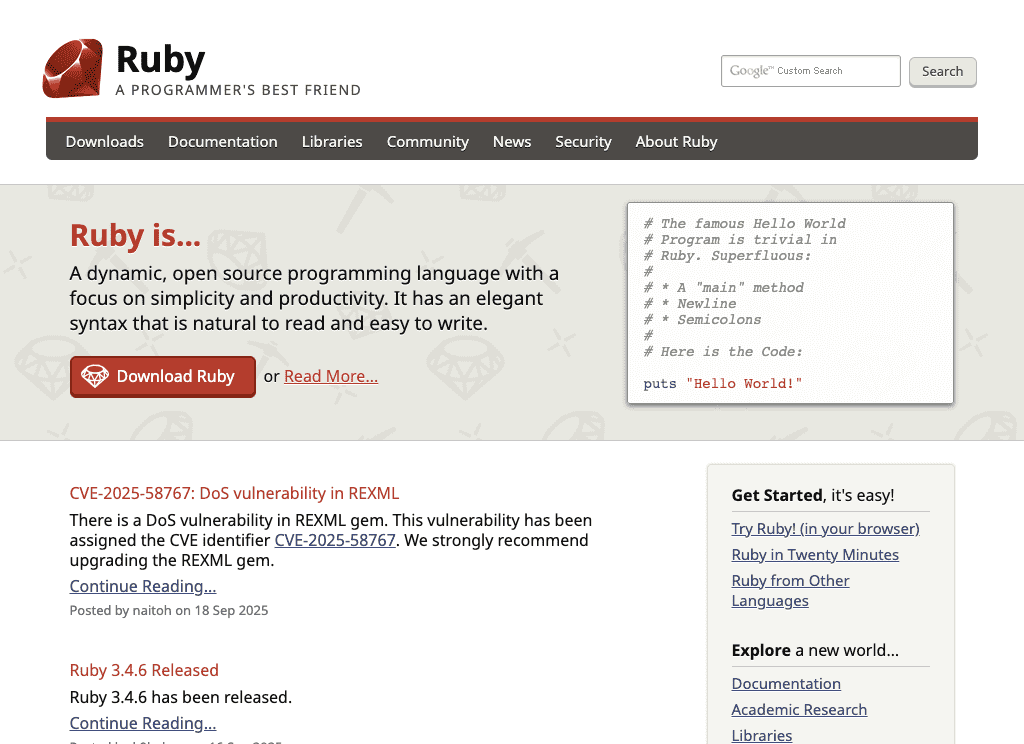 Ruby
A PROGRAMMER'S BEST FRIEND
Google™ Custom Search
Search
Downloads Documentation Libraries Community News Security About Ruby
Ruby is...
A dynamic, open source programming language with a
focus on simplicity and productivity. It has an elegant
syntax that is natural to read and easy to write.
Download Ruby or Read More...
# The famous Hello World
# Program is trivial in
# Ruby. Superfluous:
#
# * A "main" method
# * Newline
# * Semicolons
#
# Here is the Code:
puts "Hello World!"
CVE-2025-58767: DoS vulnerability in REXML
There is a DoS vulnerability in REXML gem. This vulnerability has been
assigned the CVE identifier CVE-2025-58767. We strongly recommend
upgrading the REXML gem.
Continue Reading...
Posted by naitoh on 18 Sep 2025
Ruby 3.4.6 Released
Ruby 3.4.6 has been released.
Continue Reading...
Get Started, it's easy!
Try Ruby! (in your browser)
Ruby in Twenty Minutes
Ruby from Other
Languages
Explore a new world...
Documentation
Academic Research
Libraries